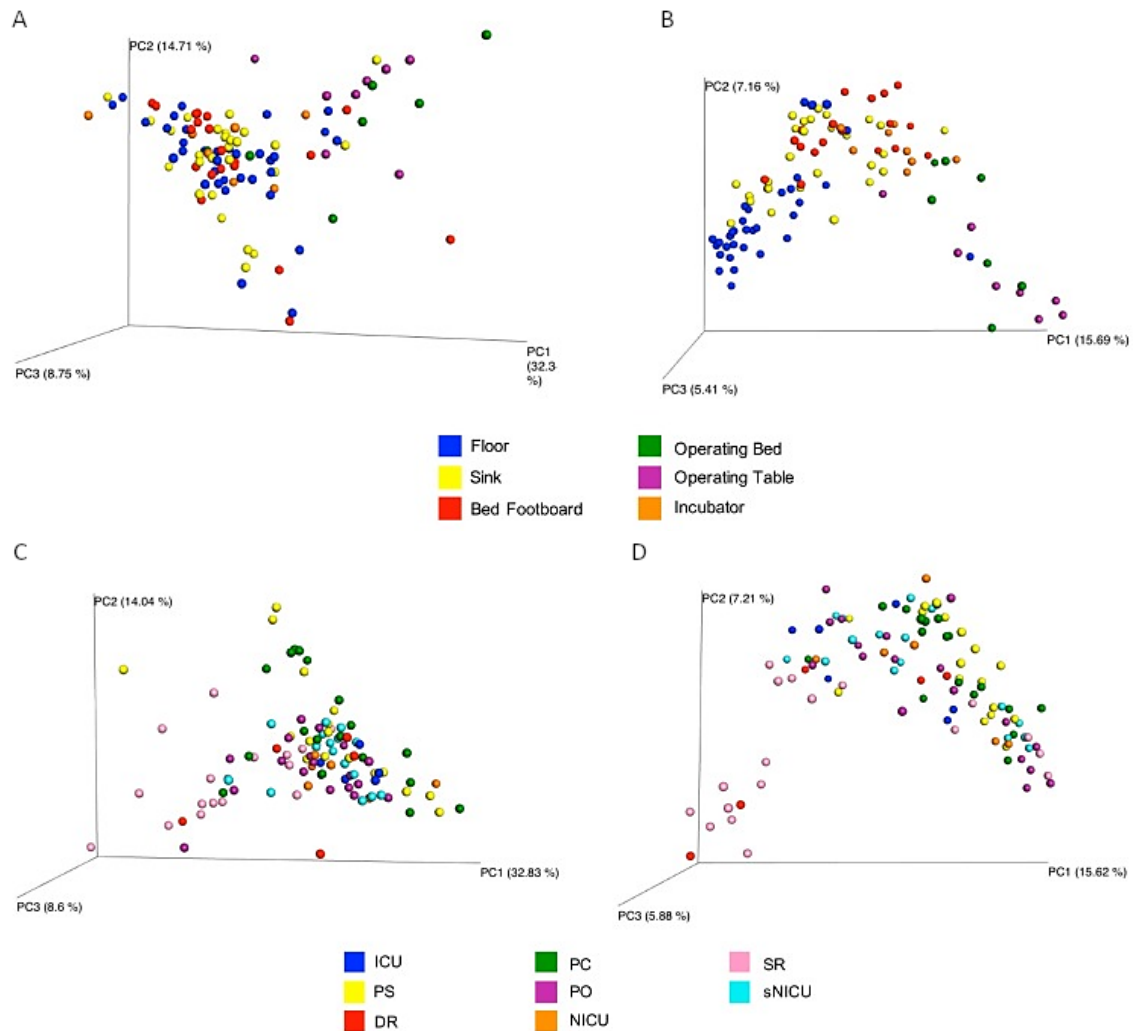 A
B
PC2 (14.71 %)
PC2 (7.16 %)
PC1
(32.3
%)
PC3 (8.75 %)
PC1 (15.69 %)
PC3 (5.41 %)
Floor
Sink
Bed Footboard
Operating Bed
Operating Table
Incubator
C
D
PC2 (14.04 %)
PC2 (7.21 %)
PC1 (32.83 %)
PC3 (8.6 %)
PC1 (15.62 %)
PC3 (5.88 %)
ICU
PS
DR
PC
PO
NICU
SR
sNICU